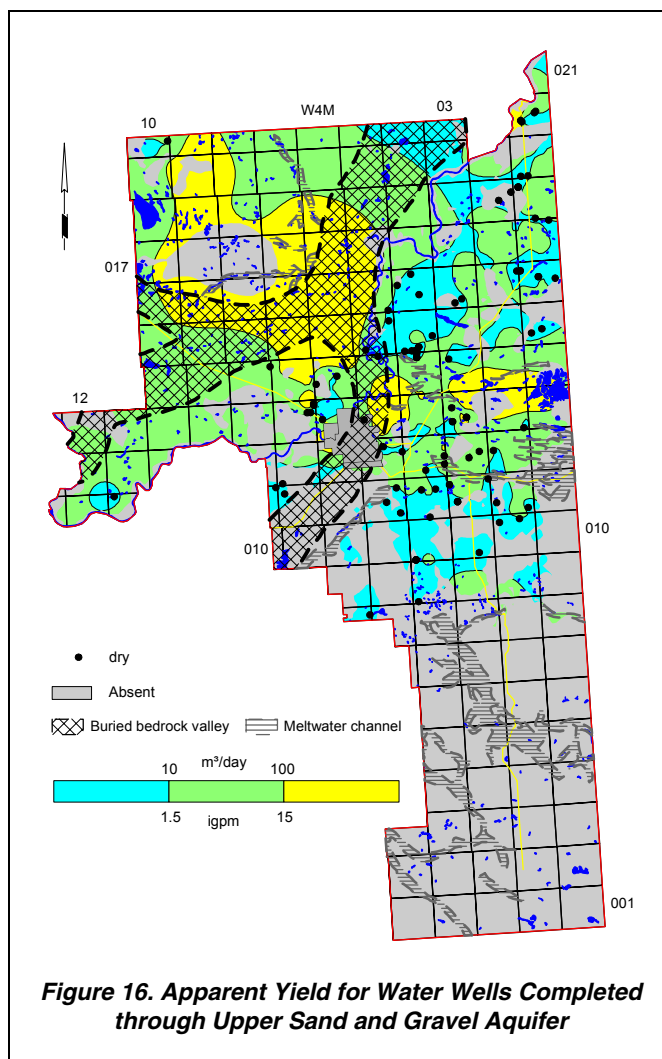 021
10 W4M 03
017
12
010 010
dry
Absent
Buried bedrock valley Meltwater channel
10 m³/day 100
1.5 igpm 15
001
Figure 16. Apparent Yield for Water Wells Completed
through Upper Sand and Gravel Aquifer